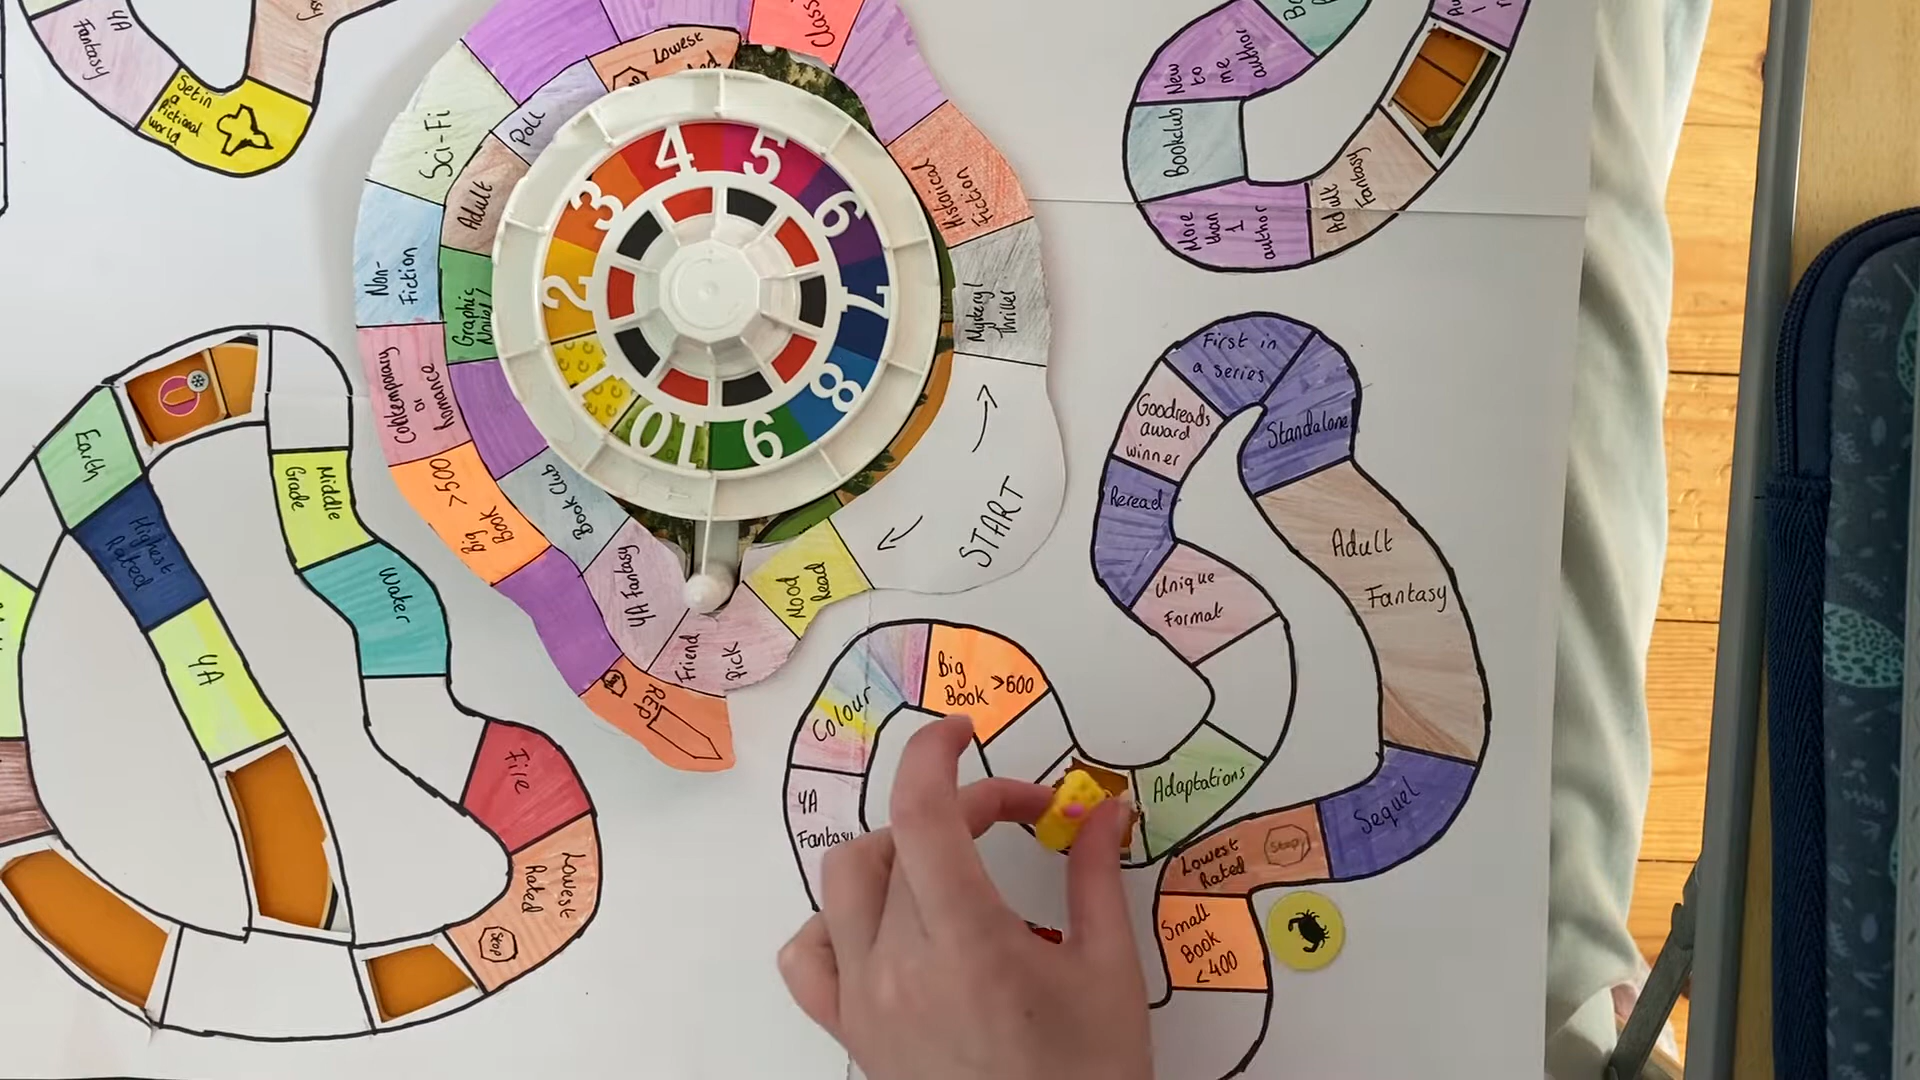 YA
Fantasy
Set in
a
fictional
world
Sci-Fi
Poll
Lowest
Classi
Adult
Non-
Fiction
Graphic
Novel
Contemporary
or
Romance
Big
Book >500
Book Club
YA Fantasy
Friend
Pick
Mood
Read
START
Mystery/
Thriller
Historical
Fiction
1
2
3
4
5
6
7
8
9
10
New
to
me
author
Bookclub
More
than
1
author
Adult
Fantasy
First in
a series
Standalone
Goodreads
award
winner
Reread
Unique
Format
Adult
Fantasy
Sequel
Adaptations
Lowest
Rated
Stop
Small
Book
<400
Big
Book >500
Colour
YA
Fantasy
Earth
Highest
Rated
YA
Middle
Grade
Water
Fire
Lowest
Rated
Stop